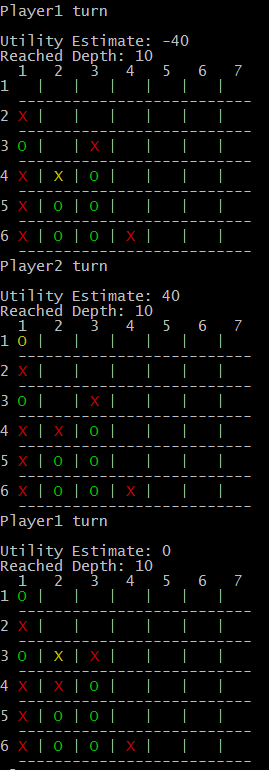 Player1 turn
Utility Estimate: -40
Reached Depth: 10
1 2 3 4 5 6 7
1 | | | | | |
---------------------------
2 X | | | | | |
---------------------------
3 O | | X | | | |
---------------------------
4 X | X | O | | | |
---------------------------
5 X | O | O | | | |
---------------------------
6 X | O | O | X | | |
---------------------------
Player2 turn
Utility Estimate: 40
Reached Depth: 10
1 2 3 4 5 6 7
1 O | | | | | |
---------------------------
2 X | | | | | |
---------------------------
3 O | | X | | | |
---------------------------
4 X | X | O | | | |
---------------------------
5 X | O | O | | | |
---------------------------
6 X | O | O | X | | |
---------------------------
Player1 turn
Utility Estimate: 0
Reached Depth: 10
1 2 3 4 5 6 7
1 O | | | | | |
---------------------------
2 X | | | | | |
---------------------------
3 O | X | X | | | |
---------------------------
4 X | X | O | | | |
---------------------------
5 X | O | O | | | |
---------------------------
6 X | O | O | X | | |
---------------------------